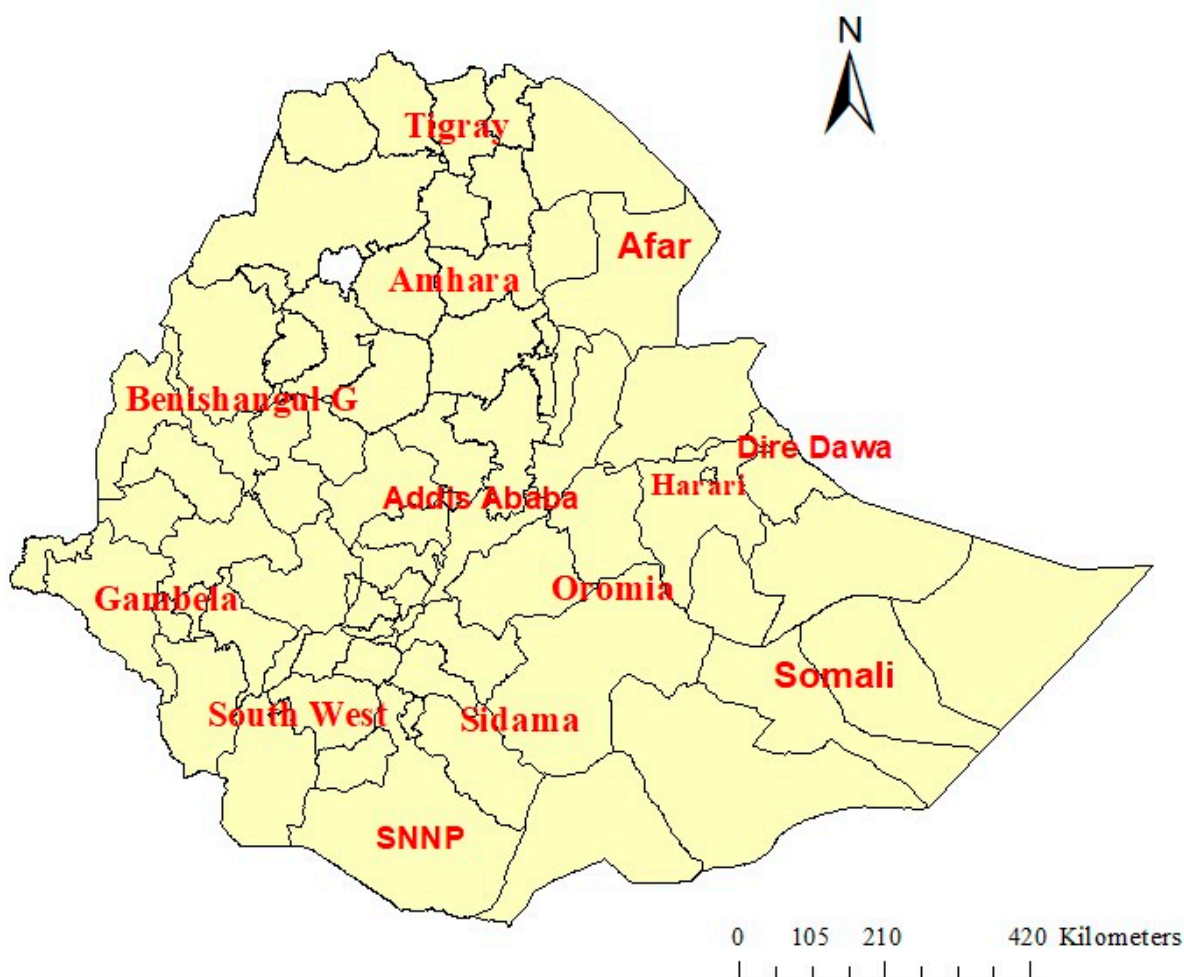 N
Tigray
Afar
Amhara
Benishangul G
Dire Dawa
Harari
Addis Ababa
Oromia
Gambela
Somali
South West
Sidama
SNNP
0 105 210 420 Kilometers